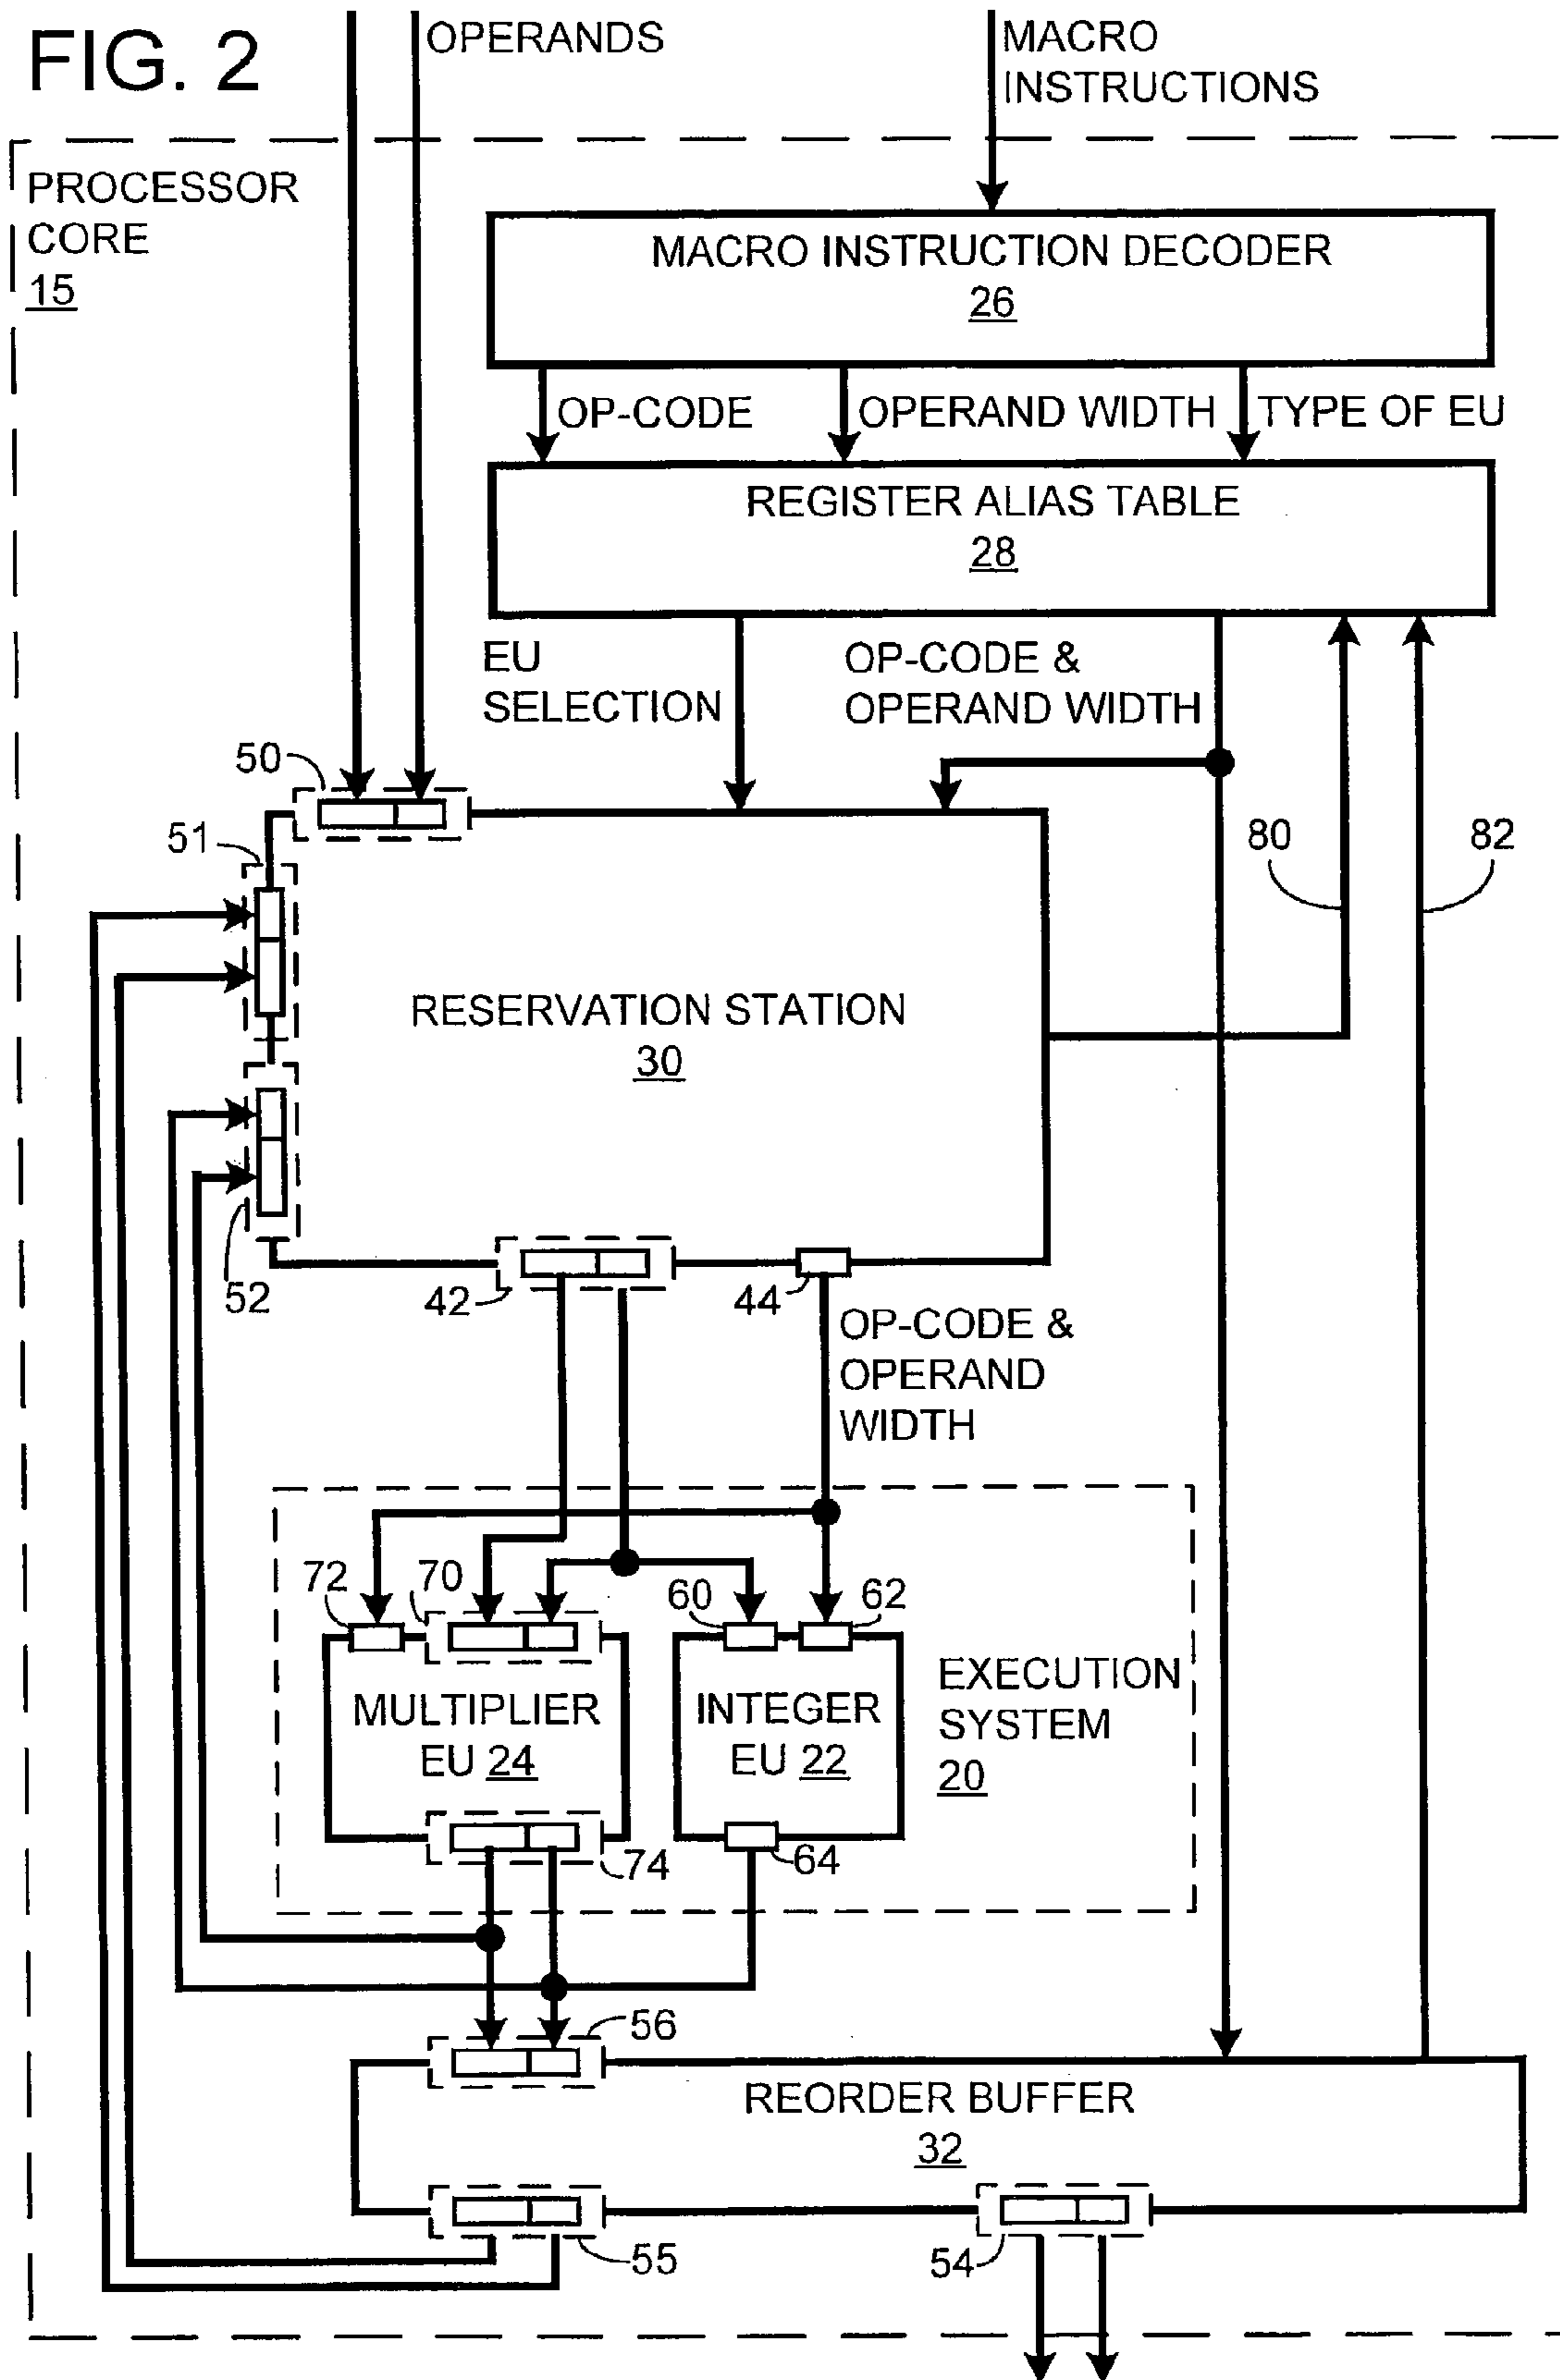 FIG. 2
OPERANDS
MACRO
INSTRUCTIONS
PROCESSOR
CORE
15
MACRO INSTRUCTION DECODER
26
OP-CODE
OPERAND WIDTH
TYPE OF EU
REGISTER ALIAS TABLE
28
EU
SELECTION
OP-CODE &
OPERAND WIDTH
50
51
80
82
RESERVATION STATION
30
52
42
44
OP-CODE &
OPERAND
WIDTH
72
70
60
62
MULTIPLIER
EU 24
INTEGER
EU 22
EXECUTION
SYSTEM
20
74
64
56
REORDER BUFFER
32
55
54